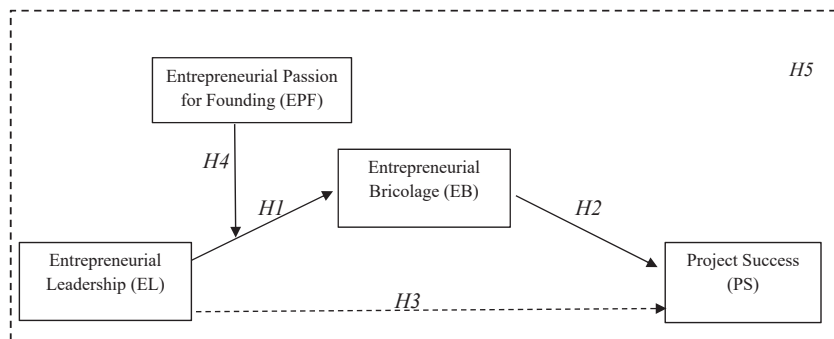 Entrepreneurial Passion
for Founding (EPF)
H5
H4
Entrepreneurial
Bricolage (EB)
H1
H2
Entrepreneurial
Leadership (EL)
Project Success
(PS)
H3